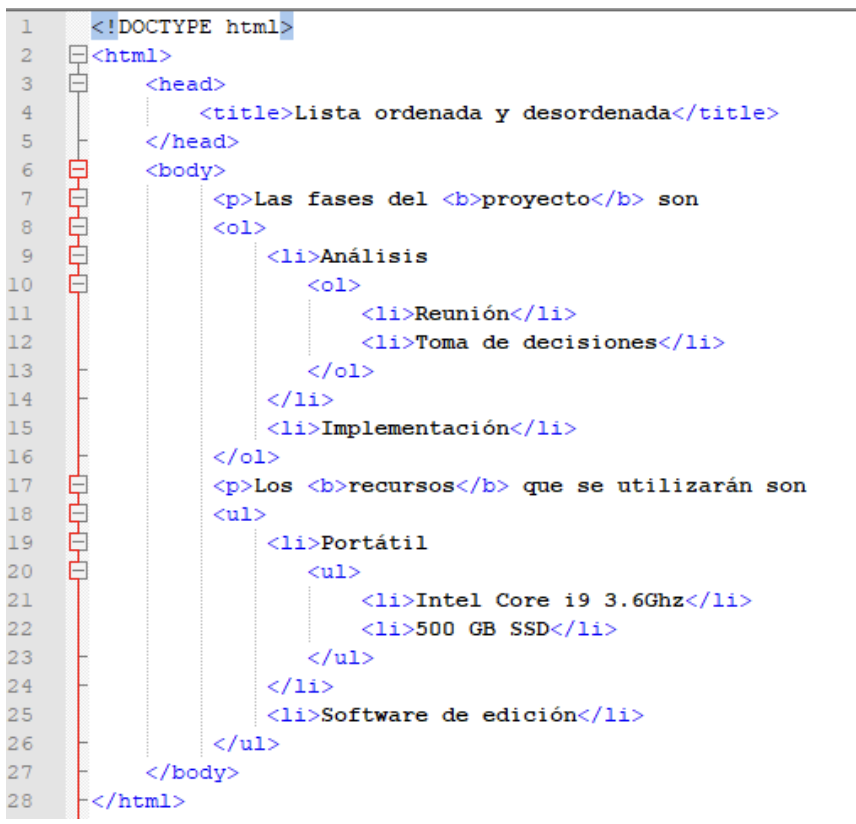 1 <!DOCTYPE html>
2 <html>
3 <head>
4 <title>Lista ordenada y desordenada</title>
5 </head>
6 <body>
7 <p>Las fases del <b>proyecto</b> son
8 <ol>
9 <li>Análisis
10 <ol>
11 <li>Reunión</li>
12 <li>Toma de decisiones</li>
13 </ol>
14 </li>
15 <li>Implementación</li>
16 </ol>
17 <p>Los <b>recursos</b> que se utilizarán son
18 <ul>
19 <li>Portátil
20 <ul>
21 <li>Intel Core i9 3.6Ghz</li>
22 <li>500 GB SSD</li>
23 </ul>
24 </li>
25 <li>Software de edición</li>
26 </ul>
27 </body>
28 </html>